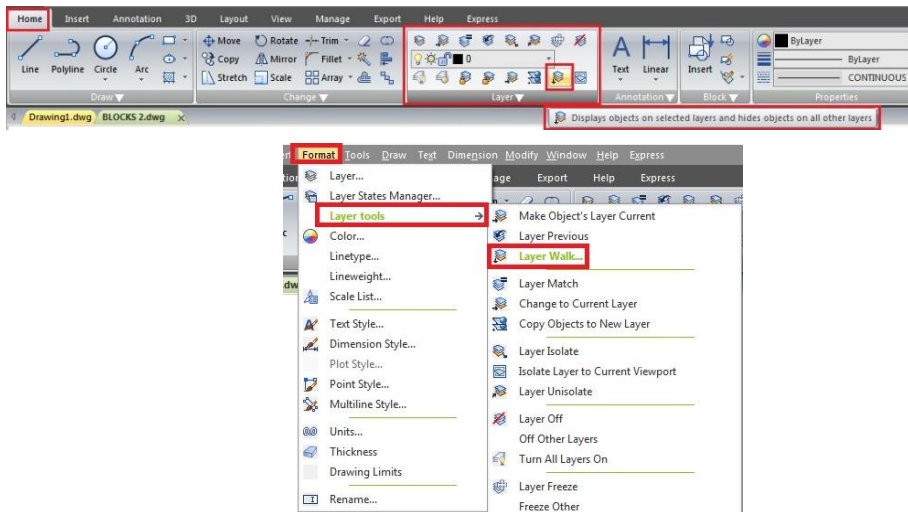 Home Insert Annotation 3D Layout View Manage Export Help Express
Move Rotate Trim
Copy Mirror Fillet
Line Polyline Circle Arc Stretch Scale Array
0
Text Linear Insert
ByLayer
ByLayer
CONTINUOUS
Draw Change Layer Annotation Block Properties
Drawing1.dwg BLOCKS 2.dwg
Displays objects on selected layers and hides objects on all other layers
Format Tools Draw Text Dimension Modify Window Help Express
Layer...
Layer States Manager...
Layer tools
Color...
Linetype...
Lineweight...
Scale List...
Text Style...
Dimension Style...
Plot Style...
Point Style...
Multiline Style...
Units...
Thickness
Drawing Limits
Rename...
age Export Help Express
Make Object's Layer Current
Layer Previous
Layer Walk...
Layer Match
Change to Current Layer
Copy Objects to New Layer
Layer Isolate
Isolate Layer to Current Viewport
Layer Unisolate
Layer Off
Off Other Layers
Turn All Layers On
Layer Freeze
Freeze Other